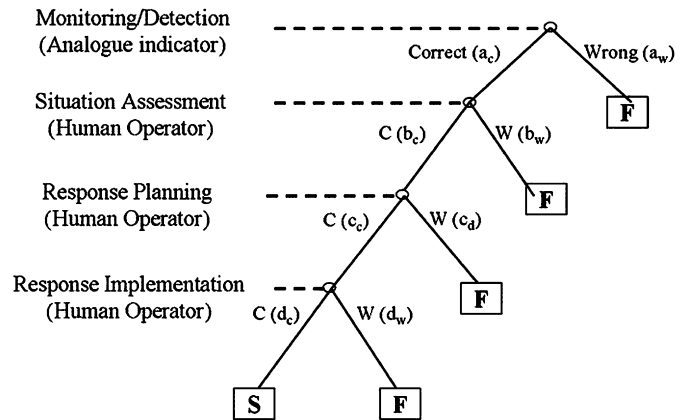 Monitoring/Detection
(Analogue indicator)
Correct (a_c)
Wrong (a_w)
F
Situation Assessment
(Human Operator)
C (b_c)
W (b_w)
F
Response Planning
(Human Operator)
C (c_c)
W (c_d)
F
Response Implementation
(Human Operator)
C (d_c)
W (d_w)
S
F